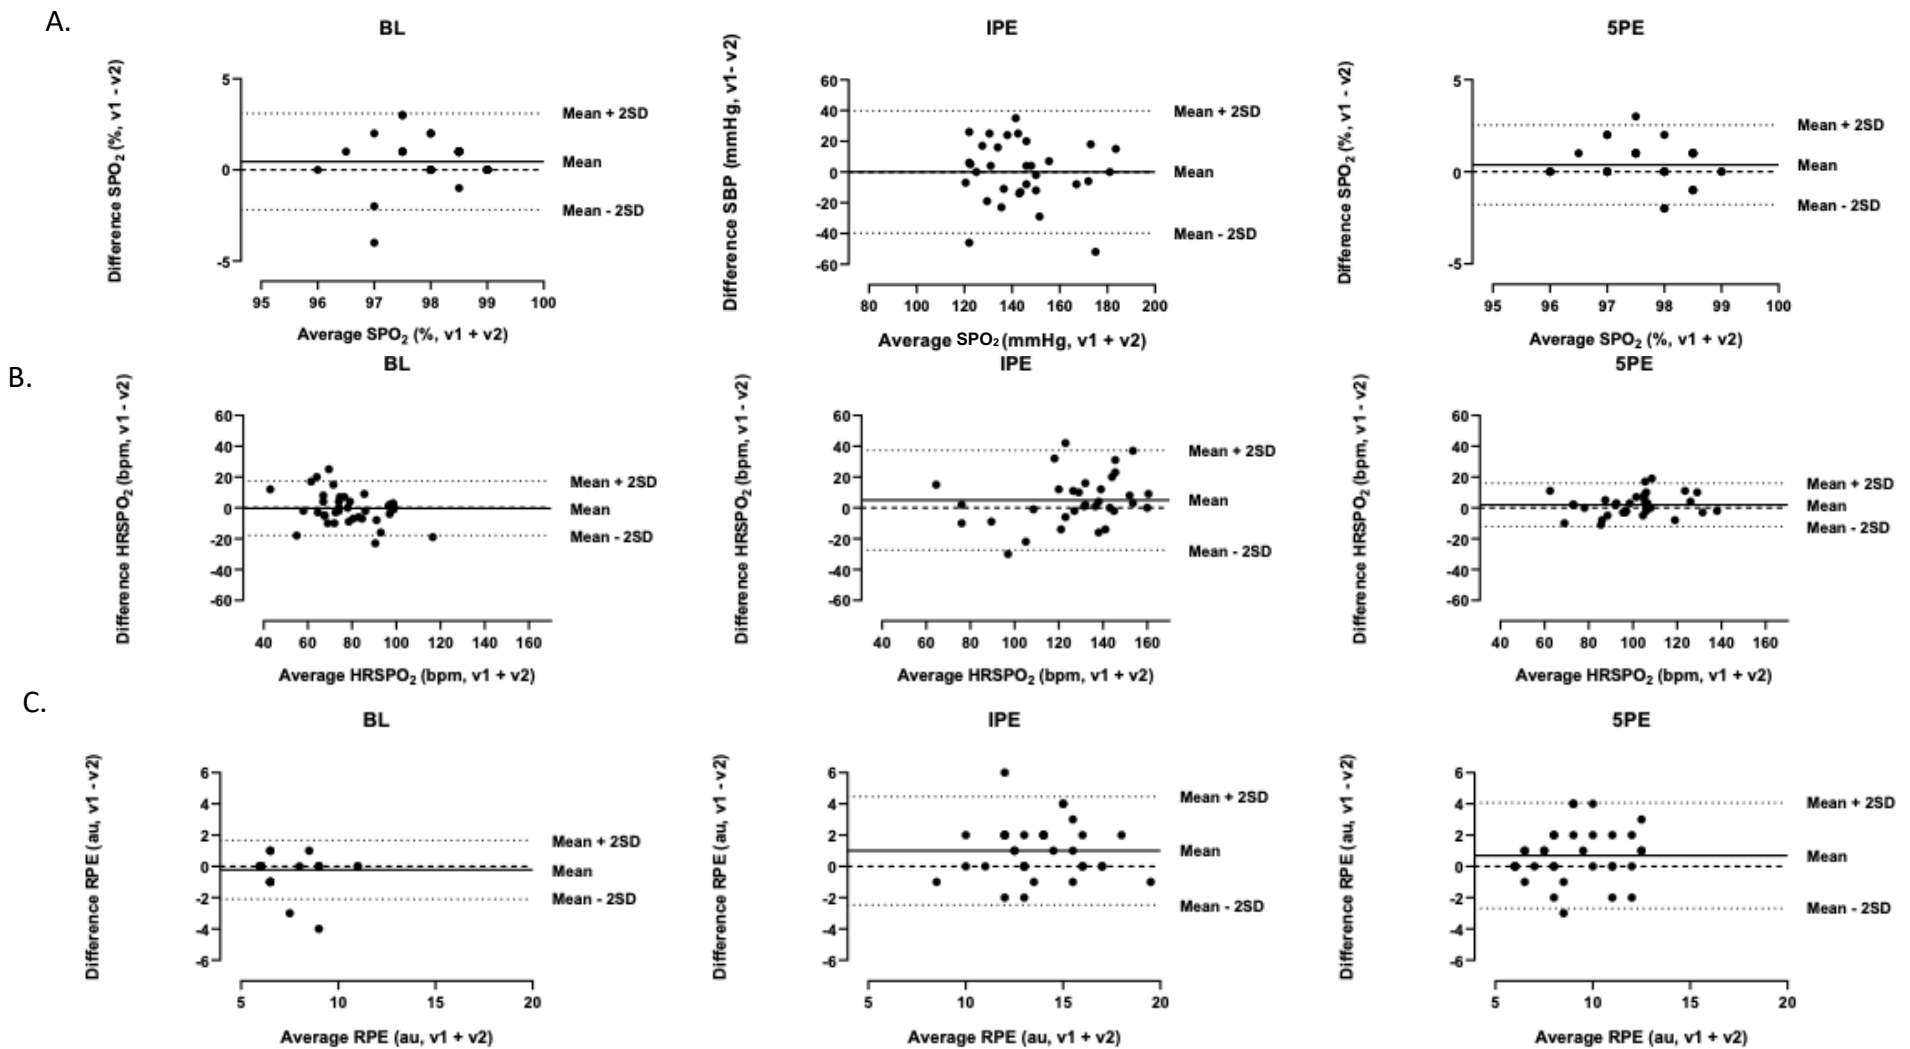 A.
BL
Difference SPO₂ (%, v1 - v2)
5
0
-5
Mean + 2SD
Mean
Mean - 2SD
95 96 97 98 99 100
Average SPO₂ (%, v1 + v2)
IPE
Difference SBP (mmHg, v1- v2)
60
40
20
0
-20
-40
-60
Mean + 2SD
Mean
Mean - 2SD
80 100 120 140 160 180 200
Average SPO₂ (mmHg, v1 + v2)
5PE
Difference SPO₂ (%, v1 - v2)
5
0
-5
Mean + 2SD
Mean
Mean - 2SD
95 96 97 98 99 100
Average SPO₂ (%, v1 + v2)
B.
BL
Difference HRSPO₂ (bpm, v1 - v2)
60
40
20
0
-20
-40
-60
Mean + 2SD
Mean
Mean - 2SD
40 60 80 100 120 140 160
Average HRSPO₂ (bpm, v1 + v2)
IPE
Difference HRSPO₂ (bpm, v1 - v2)
60
40
20
0
-20
-40
-60
Mean + 2SD
Mean
Mean - 2SD
40 60 80 100 120 140 160
Average HRSPO₂ (bpm, v1 + v2)
5PE
Difference HRSPO₂ (bpm, v1 - v2)
60
40
20
0
-20
-40
-60
Mean + 2SD
Mean
Mean - 2SD
40 60 80 100 120 140 160
Average HRSPO₂ (bpm, v1 + v2)
C.
BL
Difference RPE (au, v1 - v2)
6
4
2
0
-2
-4
-6
Mean + 2SD
Mean
Mean - 2SD
5 10 15 20
Average RPE (au, v1 + v2)
IPE
Difference RPE (au, v1 - v2)
6
4
2
0
-2
-4
-6
Mean + 2SD
Mean
Mean - 2SD
5 10 15 20
Average RPE (au, v1 + v2)
5PE
Difference RPE (au, v1 - v2)
6
4
2
0
-2
-4
-6
Mean + 2SD
Mean
Mean - 2SD
5 10 15 20
Average RPE (au, v1 + v2)